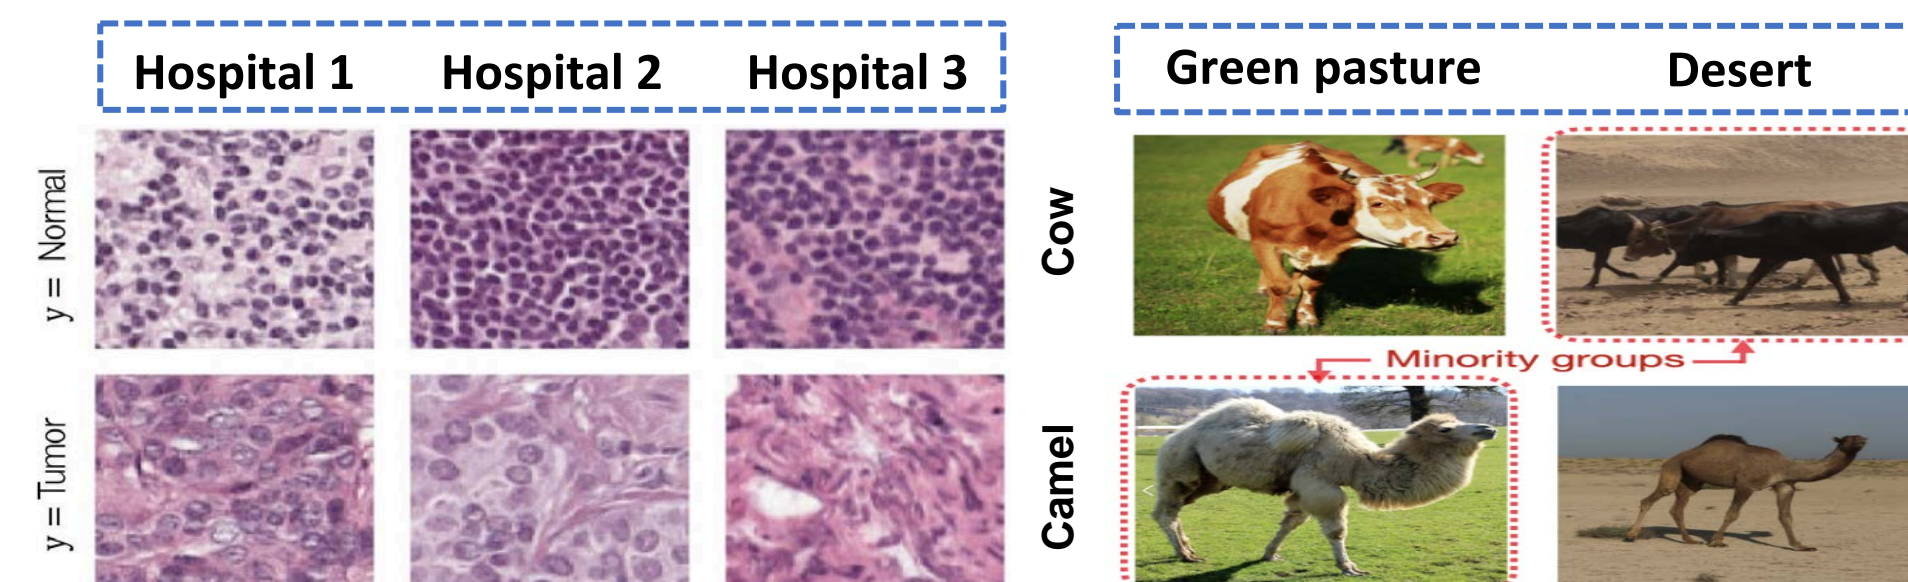 Hospital 1 Hospital 2 Hospital 3
Green pasture Desert
y = Normal
Cow
Minority groups
y = Tumor
Camel